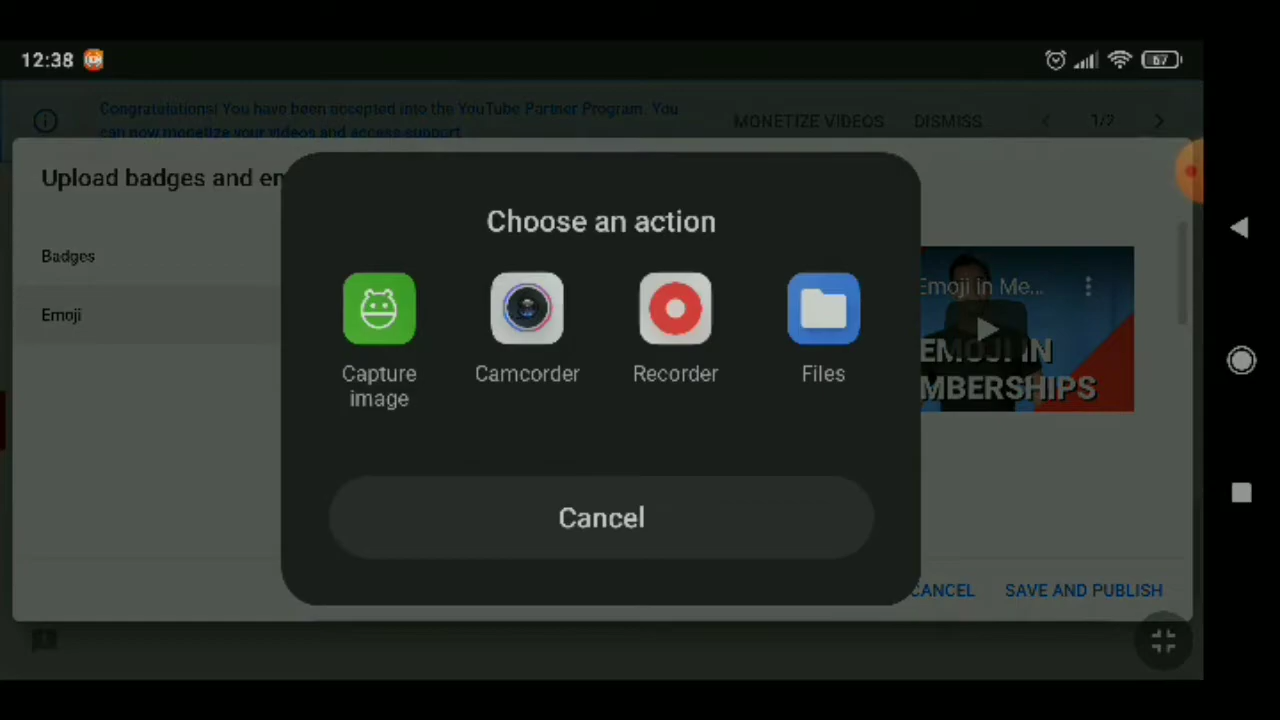 12:38
67
Congratulations! You have been accepted into the YouTube Partner Program. You
can now monetize your videos and access support
MONETIZE VIDEOS
DISMISS
1/2
Upload badges and em
Badges
Emoji
Choose an action
Capture
image
Camcorder
Recorder
Files
Cancel
Emoji in Me...
EMOJI IN
MBERSHIPS
CANCEL
SAVE AND PUBLISH